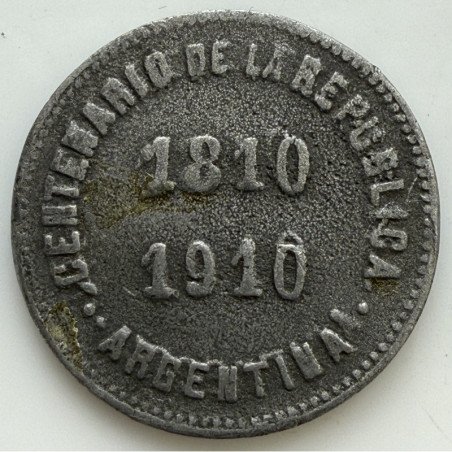 CENTENARIO DE LA REPUBLICA
1810
1910
ARGENTINA